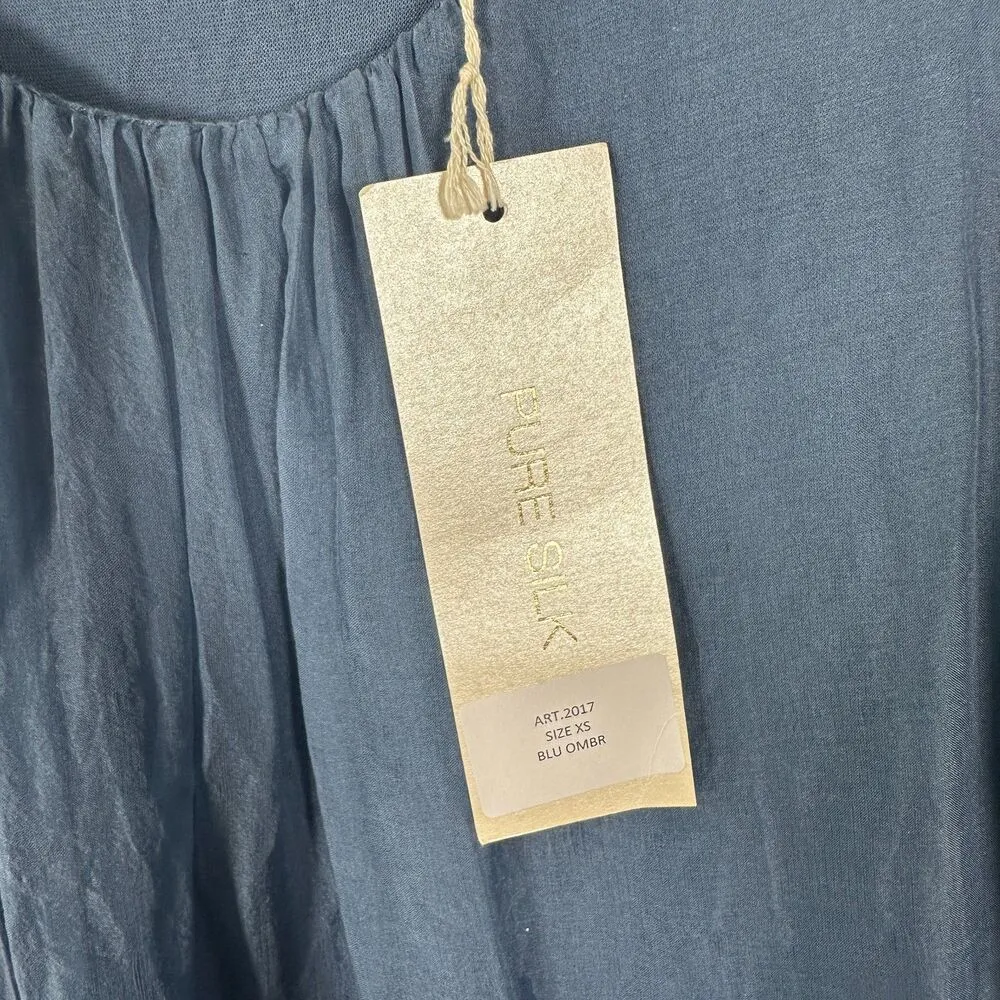 PURE SILK
ART.2017
SIZE XS
BLU OMBR